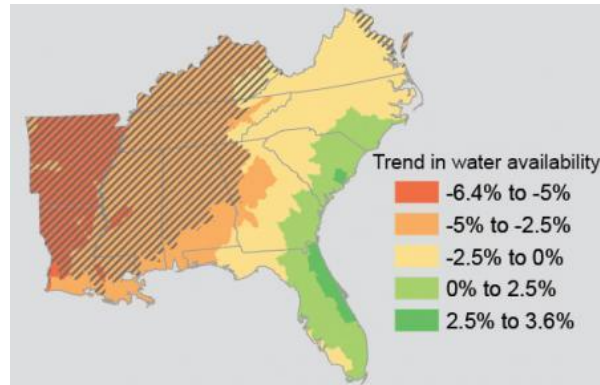 Trend in water availability
-6.4% to -5%
-5% to -2.5%
-2.5% to 0%
0% to 2.5%
2.5% to 3.6%